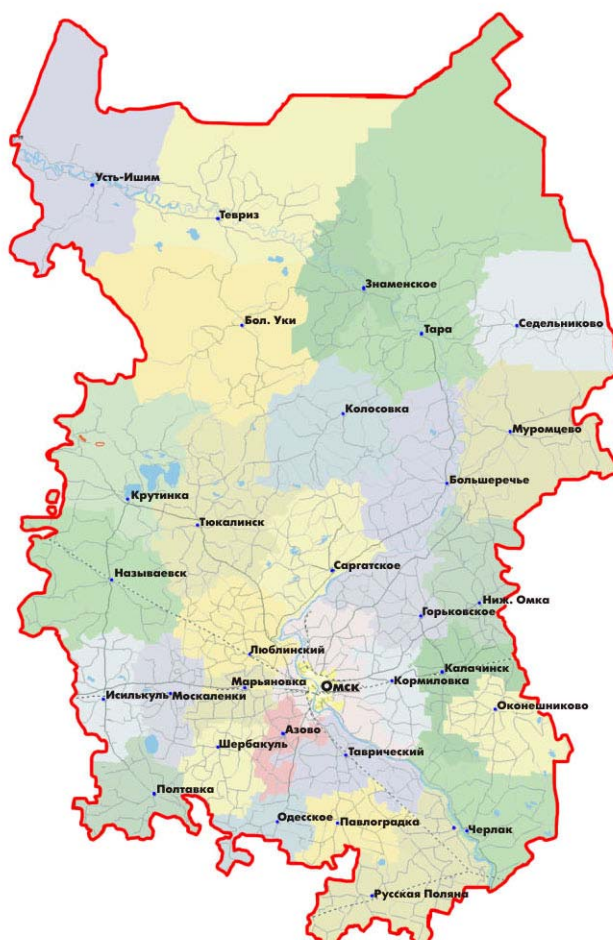 Усть-Ишим
Тевриз
Знаменское
Бол. Уки
Тара
Седельниково
Колосовка
Муромцево
Большеречье
Крутинка
Тюкалинск
Саргатское
Называевск
Ниж. Омка
Горьковское
Люблинский
Калачинск
Марьяновка
Омск
Кормиловка
Исилькуль
Москаленки
Оконешниково
Азово
Шербакуль
Таврический
Полтавка
Одесское
Павлоградка
Черлак
Русская Поляна